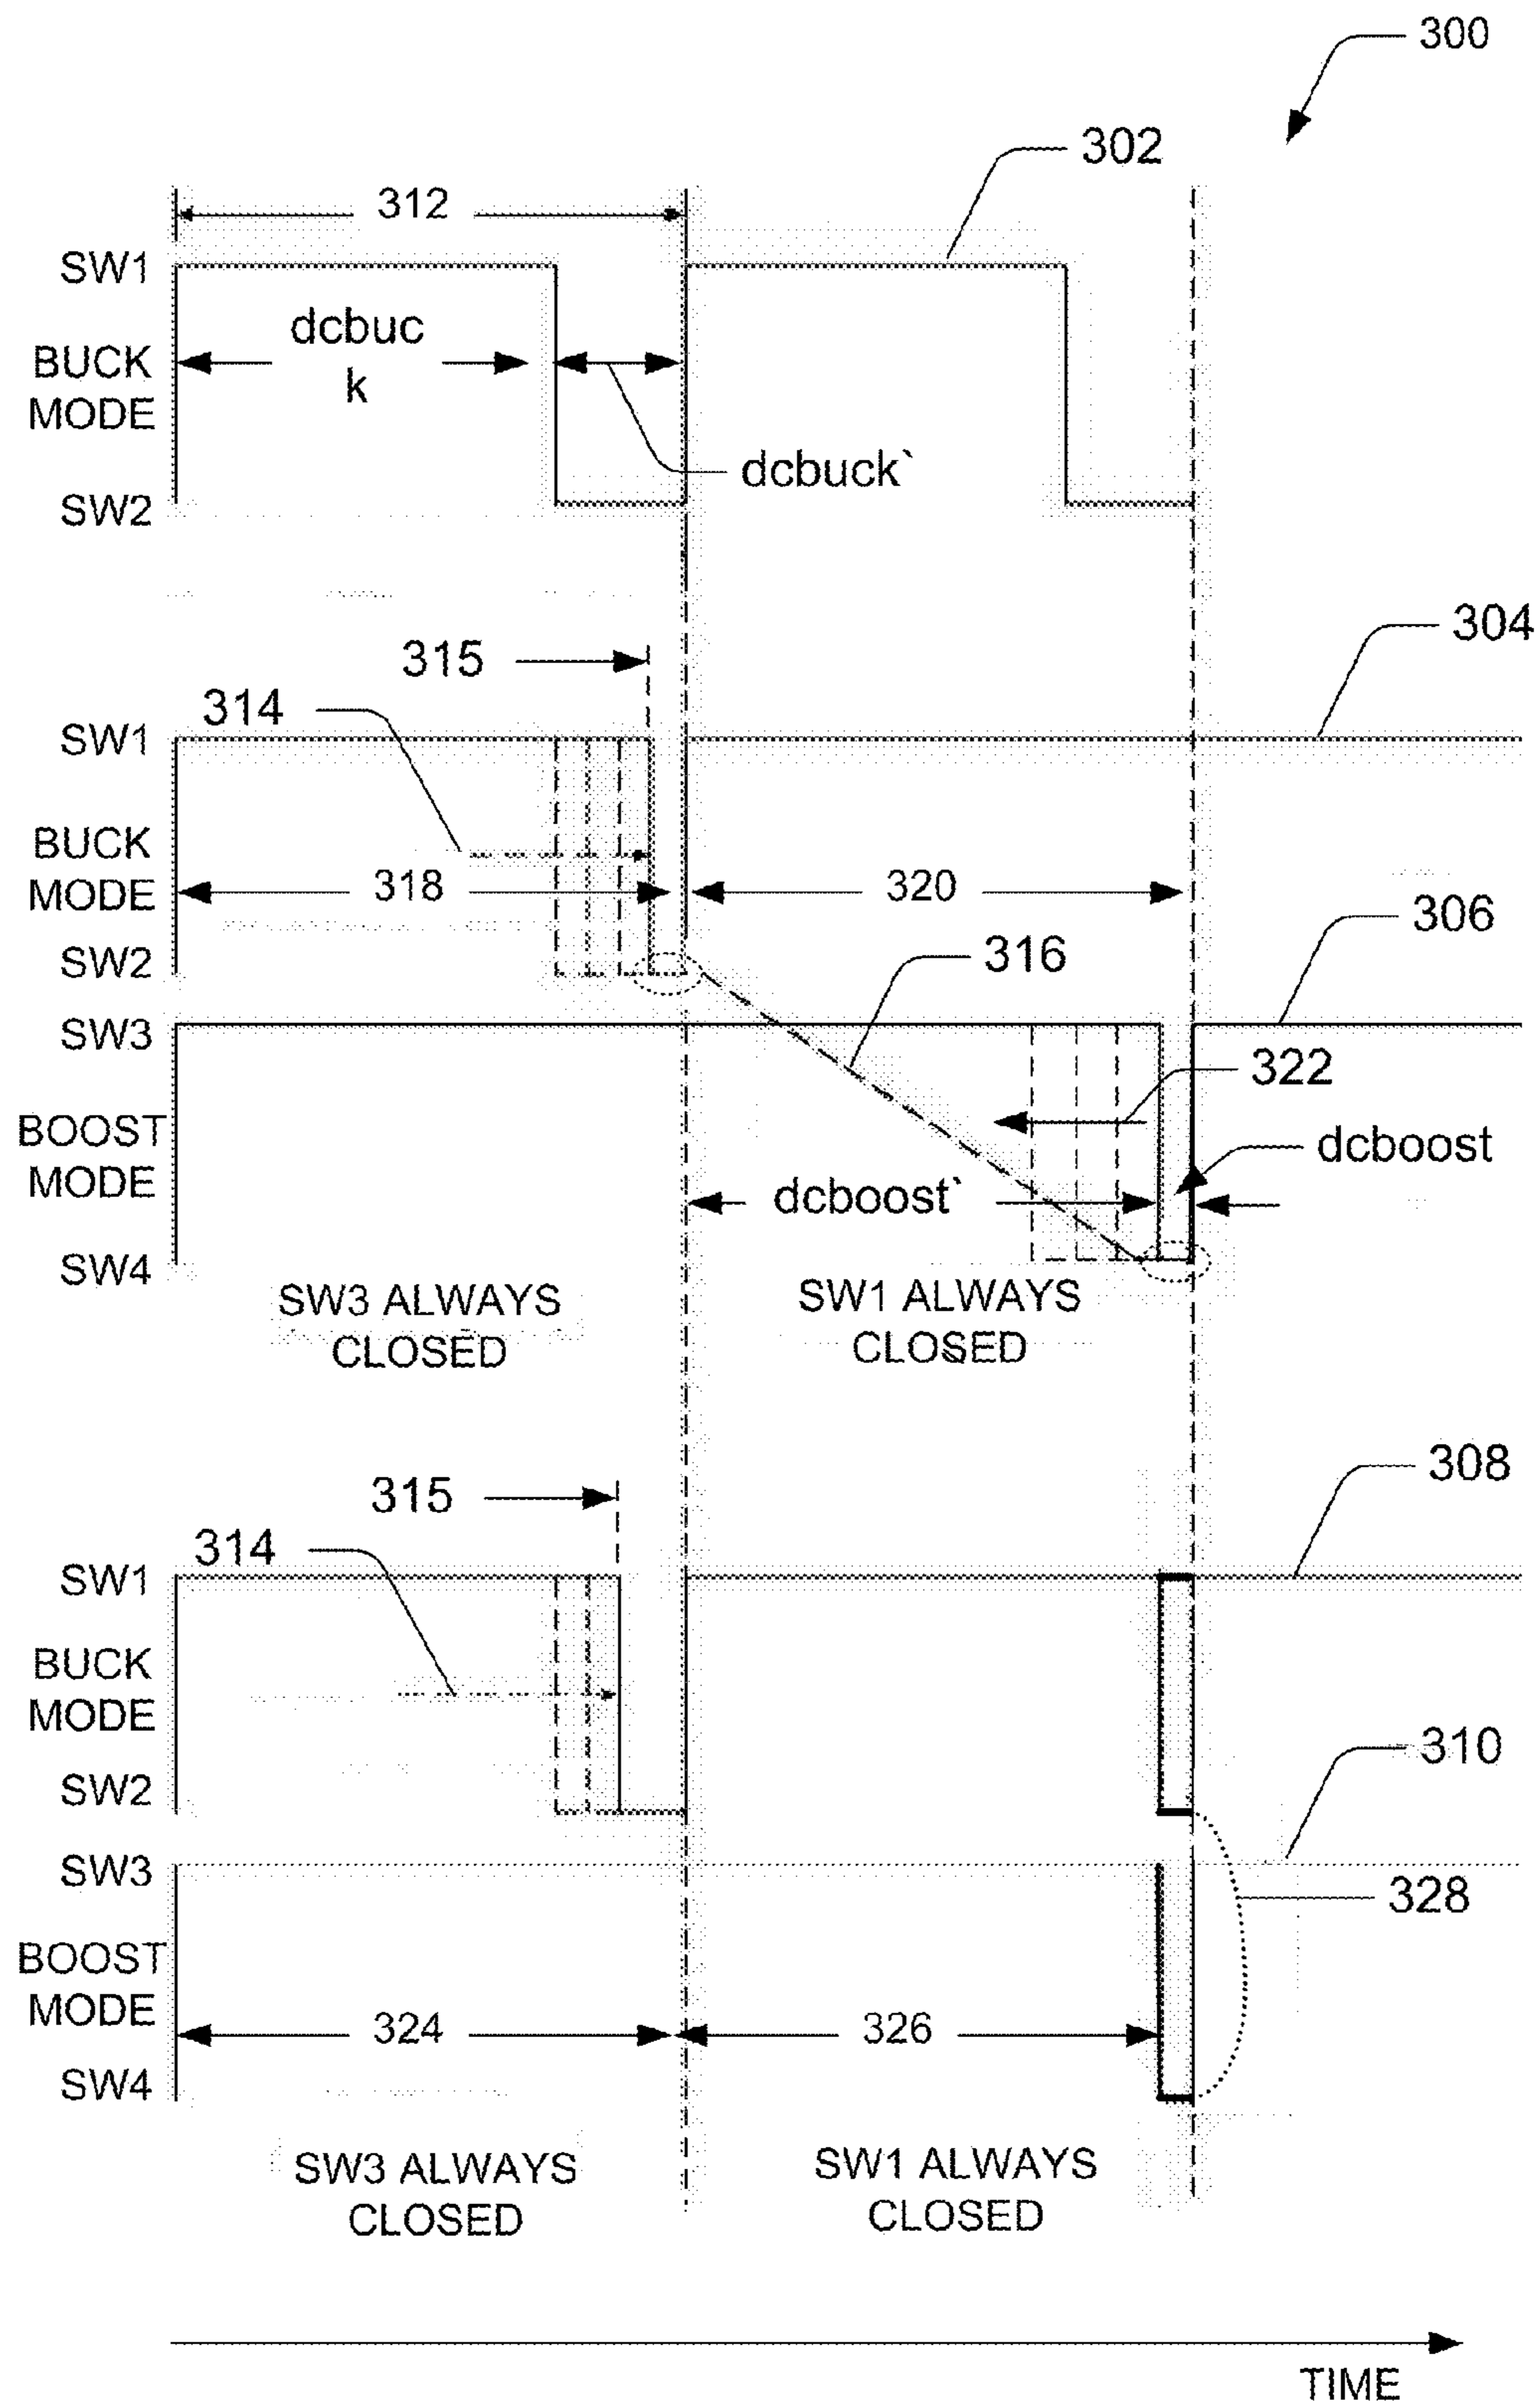 300
302
312
SW1
dcbuc
k
BUCK
MODE
dcbuck`
SW2
304
315
314
SW1
BUCK
MODE
318
320
306
SW2
316
SW3
322
BOOST
MODE
dcboost
dcboost`
SW4
SW3 ALWAYS
CLOSED
SW1 ALWAYS
CLOSED
308
315
314
SW1
BUCK
MODE
310
SW2
SW3
328
BOOST
MODE
324
326
SW4
SW3 ALWAYS
CLOSED
SW1 ALWAYS
CLOSED
TIME